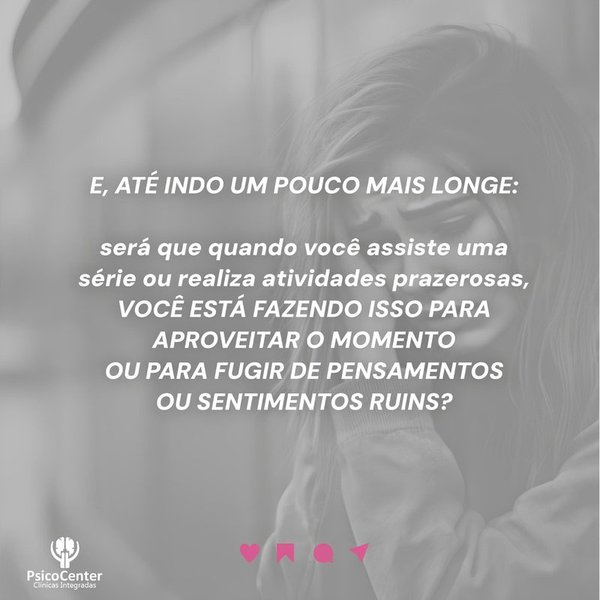 E, ATÉ INDO UM POUCO MAIS LONGE:
será que quando você assiste uma
série ou realiza atividades prazerosas,
VOCÊ ESTÁ FAZENDO ISSO PARA
APROVEITAR O MOMENTO
OU PARA FUGIR DE PENSAMENTOS
OU SENTIMENTOS RUINS?
PsicoCenter
Clínicas Integradas